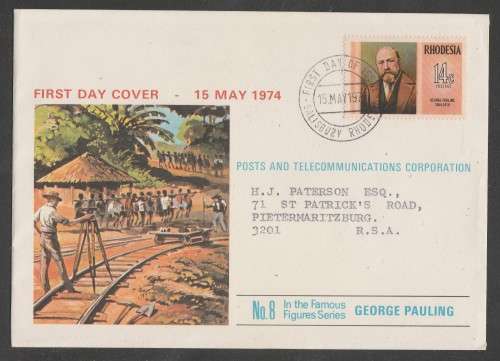 RHODESIA
14c
POSTAGE
GEORGE PAULING
FIRST DAY OF
15 MAY 197
SALISBURY RHODE
FIRST DAY COVER - 15 MAY 1974
POSTS AND TELECOMMUNICATIONS CORPORATION
H.J. PATERSON ESQ.,
71 ST PATRICK'S ROAD,
PIETERMARITZBURG.
3201 R.S.A.
No.8 In the Famous Figures Series GEORGE PAULING